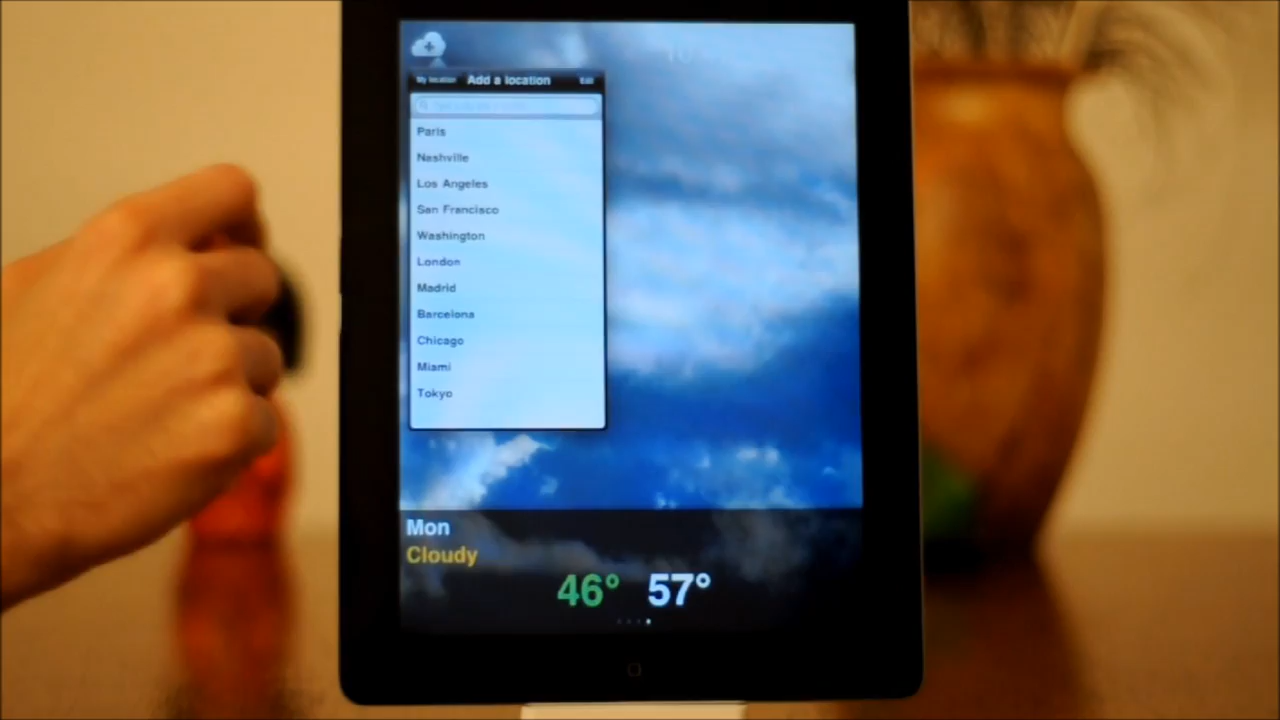 My location Add a location Edit
Paris
Nashville
Los Angeles
San Francisco
Washington
London
Madrid
Barcelona
Chicago
Miami
Tokyo
Mon
Cloudy
46° 57°